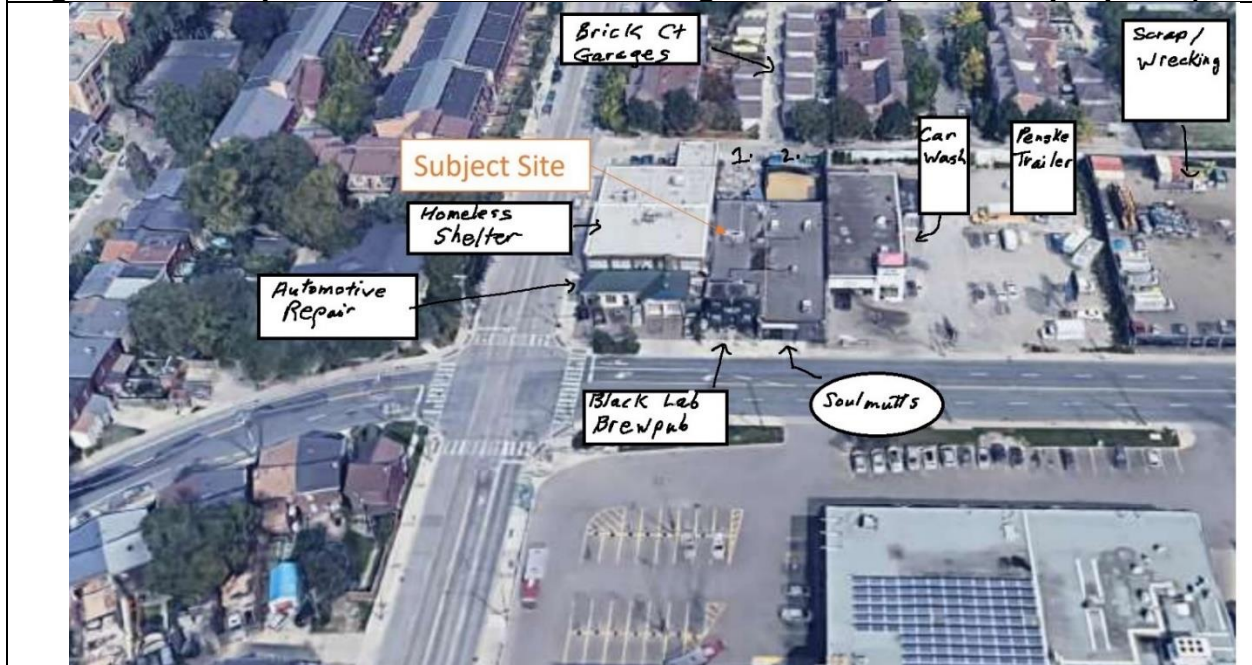 Brick Ct
Garages
Scrap/
Wrecking
1.
2.
Car
Wash
Penske
Trailer
Subject Site
Homeless
Shelter
Automotive
Repair
Black Lab
Brewpub
Soulmutts